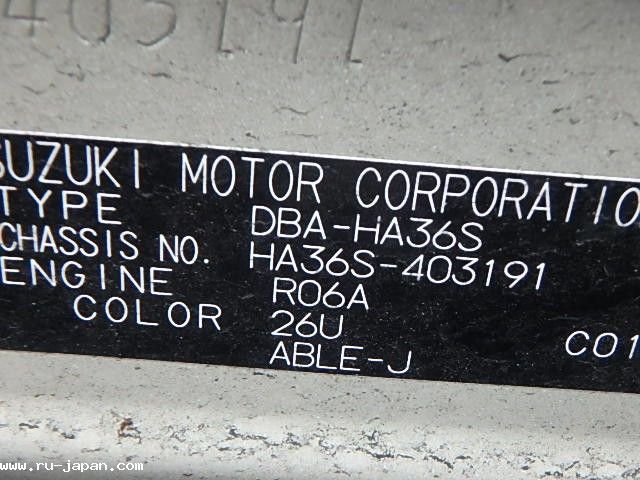 403191
SUZUKI MOTOR CORPORATIO
TYPE DBA-HA36S
CHASSIS NO. HA36S-403191
ENGINE R06A
COLOR 26U
ABLE-J C01
www.ru-japan.com